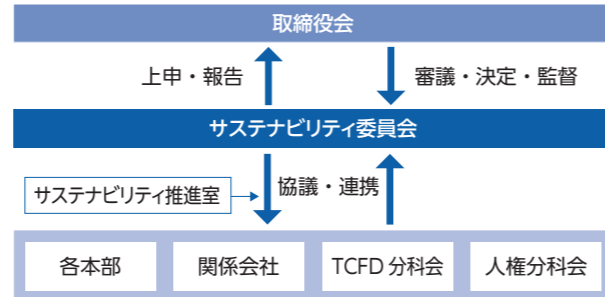 取締役会
上申・報告
審議・決定・監督
サステナビリティ委員会
サステナビリティ推進室
協議・連携
各本部
関係会社
TCFD 分科会
人権分科会